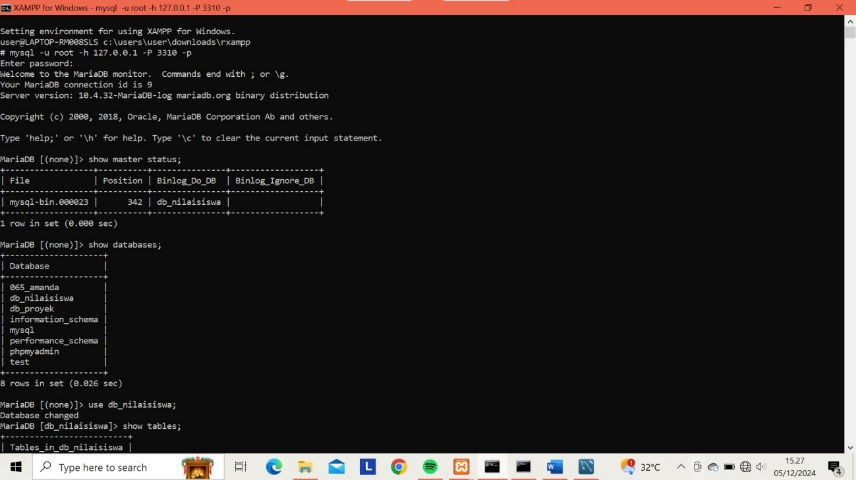 XAMPP for Windows - mysql -u root -h 127.0.0.1 -P 3310 -p
Setting environment for using XAMPP for Windows.
user@LAPTOP-RM008SLS c:\users\user\downloads\rxampp
# mysql -u root -h 127.0.0.1 -P 3310 -p
Enter password:
Welcome to the MariaDB monitor.  Commands end with ; or \g.
Your MariaDB connection id is 9
Server version: 10.4.32-MariaDB-log mariadb.org binary distribution
Copyright (c) 2000, 2018, Oracle, MariaDB Corporation Ab and others.
Type 'help;' or '\h' for help. Type '\c' to clear the current input statement.
MariaDB [(none)]> show master status;
+------------------+----------+---------------+------------------+
| File             | Position | Binlog_Do_DB  | Binlog_Ignore_DB |
+------------------+----------+---------------+------------------+
| mysql-bin.000023 |      342 | db_nilaisiswa |                  |
+------------------+----------+---------------+------------------+
1 row in set (0.000 sec)
MariaDB [(none)]> show databases;
+--------------------+
| Database           |
+--------------------+
| 065_amanda         |
| db_nilaisiswa      |
| db_proyek          |
| information_schema |
| mysql              |
| performance_schema |
| phpmyadmin         |
| test               |
+--------------------+
8 rows in set (0.026 sec)
MariaDB [(none)]> use db_nilaisiswa;
Database changed
MariaDB [db_nilaisiswa]> show tables;
+-------------------------+
| Tables_in_db_nilaisiswa |
Type here to search
L
W
32°C
15.27
05/12/2024
4